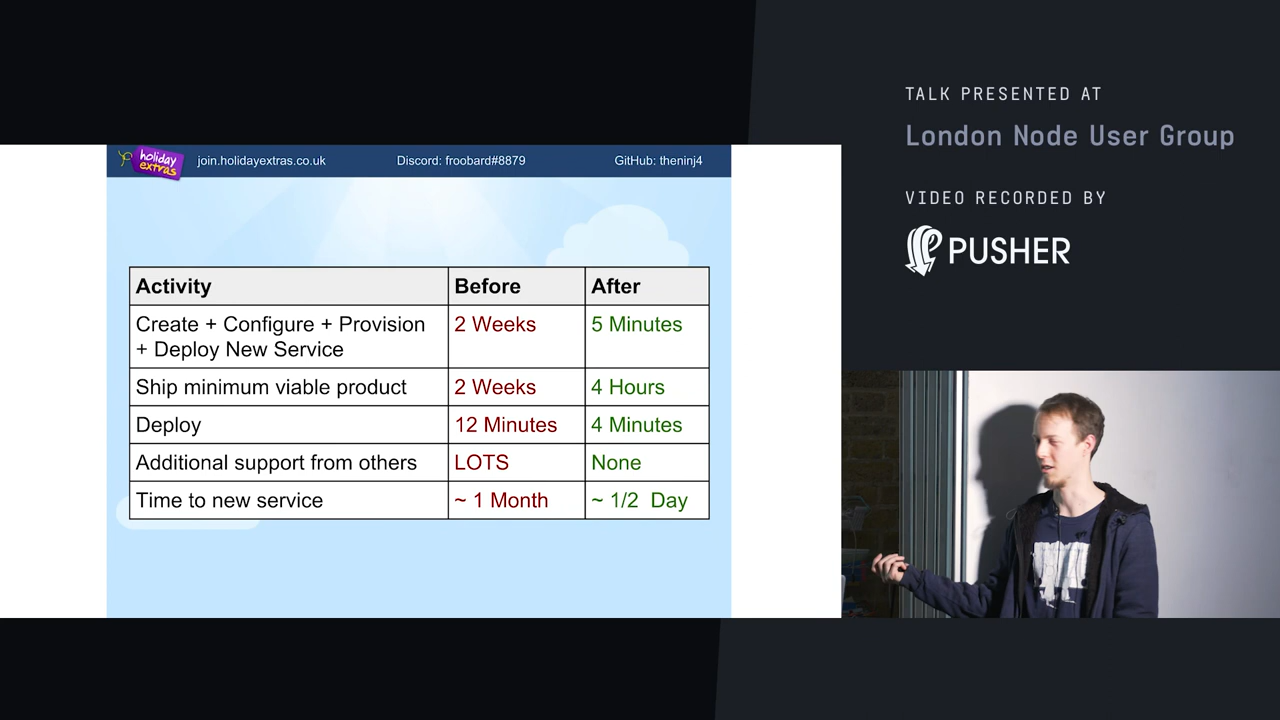 TALK PRESENTED AT
London Node User Group
VIDEO RECORDED BY
PUSHER
holiday extras
join.holidayextras.co.uk
Discord: froobard#8879
GitHub: theninj4
Activity Before After
Create + Configure + Provision + Deploy New Service 2 Weeks 5 Minutes
Ship minimum viable product 2 Weeks 4 Hours
Deploy 12 Minutes 4 Minutes
Additional support from others LOTS None
Time to new service ~ 1 Month ~ 1/2 Day